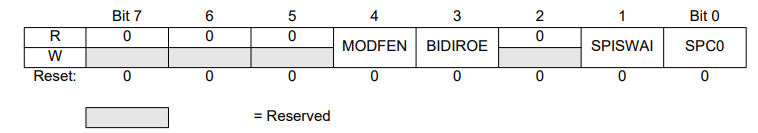 Bit 7 6 5 4 3 2 1 Bit 0
R 0 0 0 MODFEN BIDIROE 0 SPISWAI SPC0
W
Reset: 0 0 0 0 0 0 0 0
= Reserved